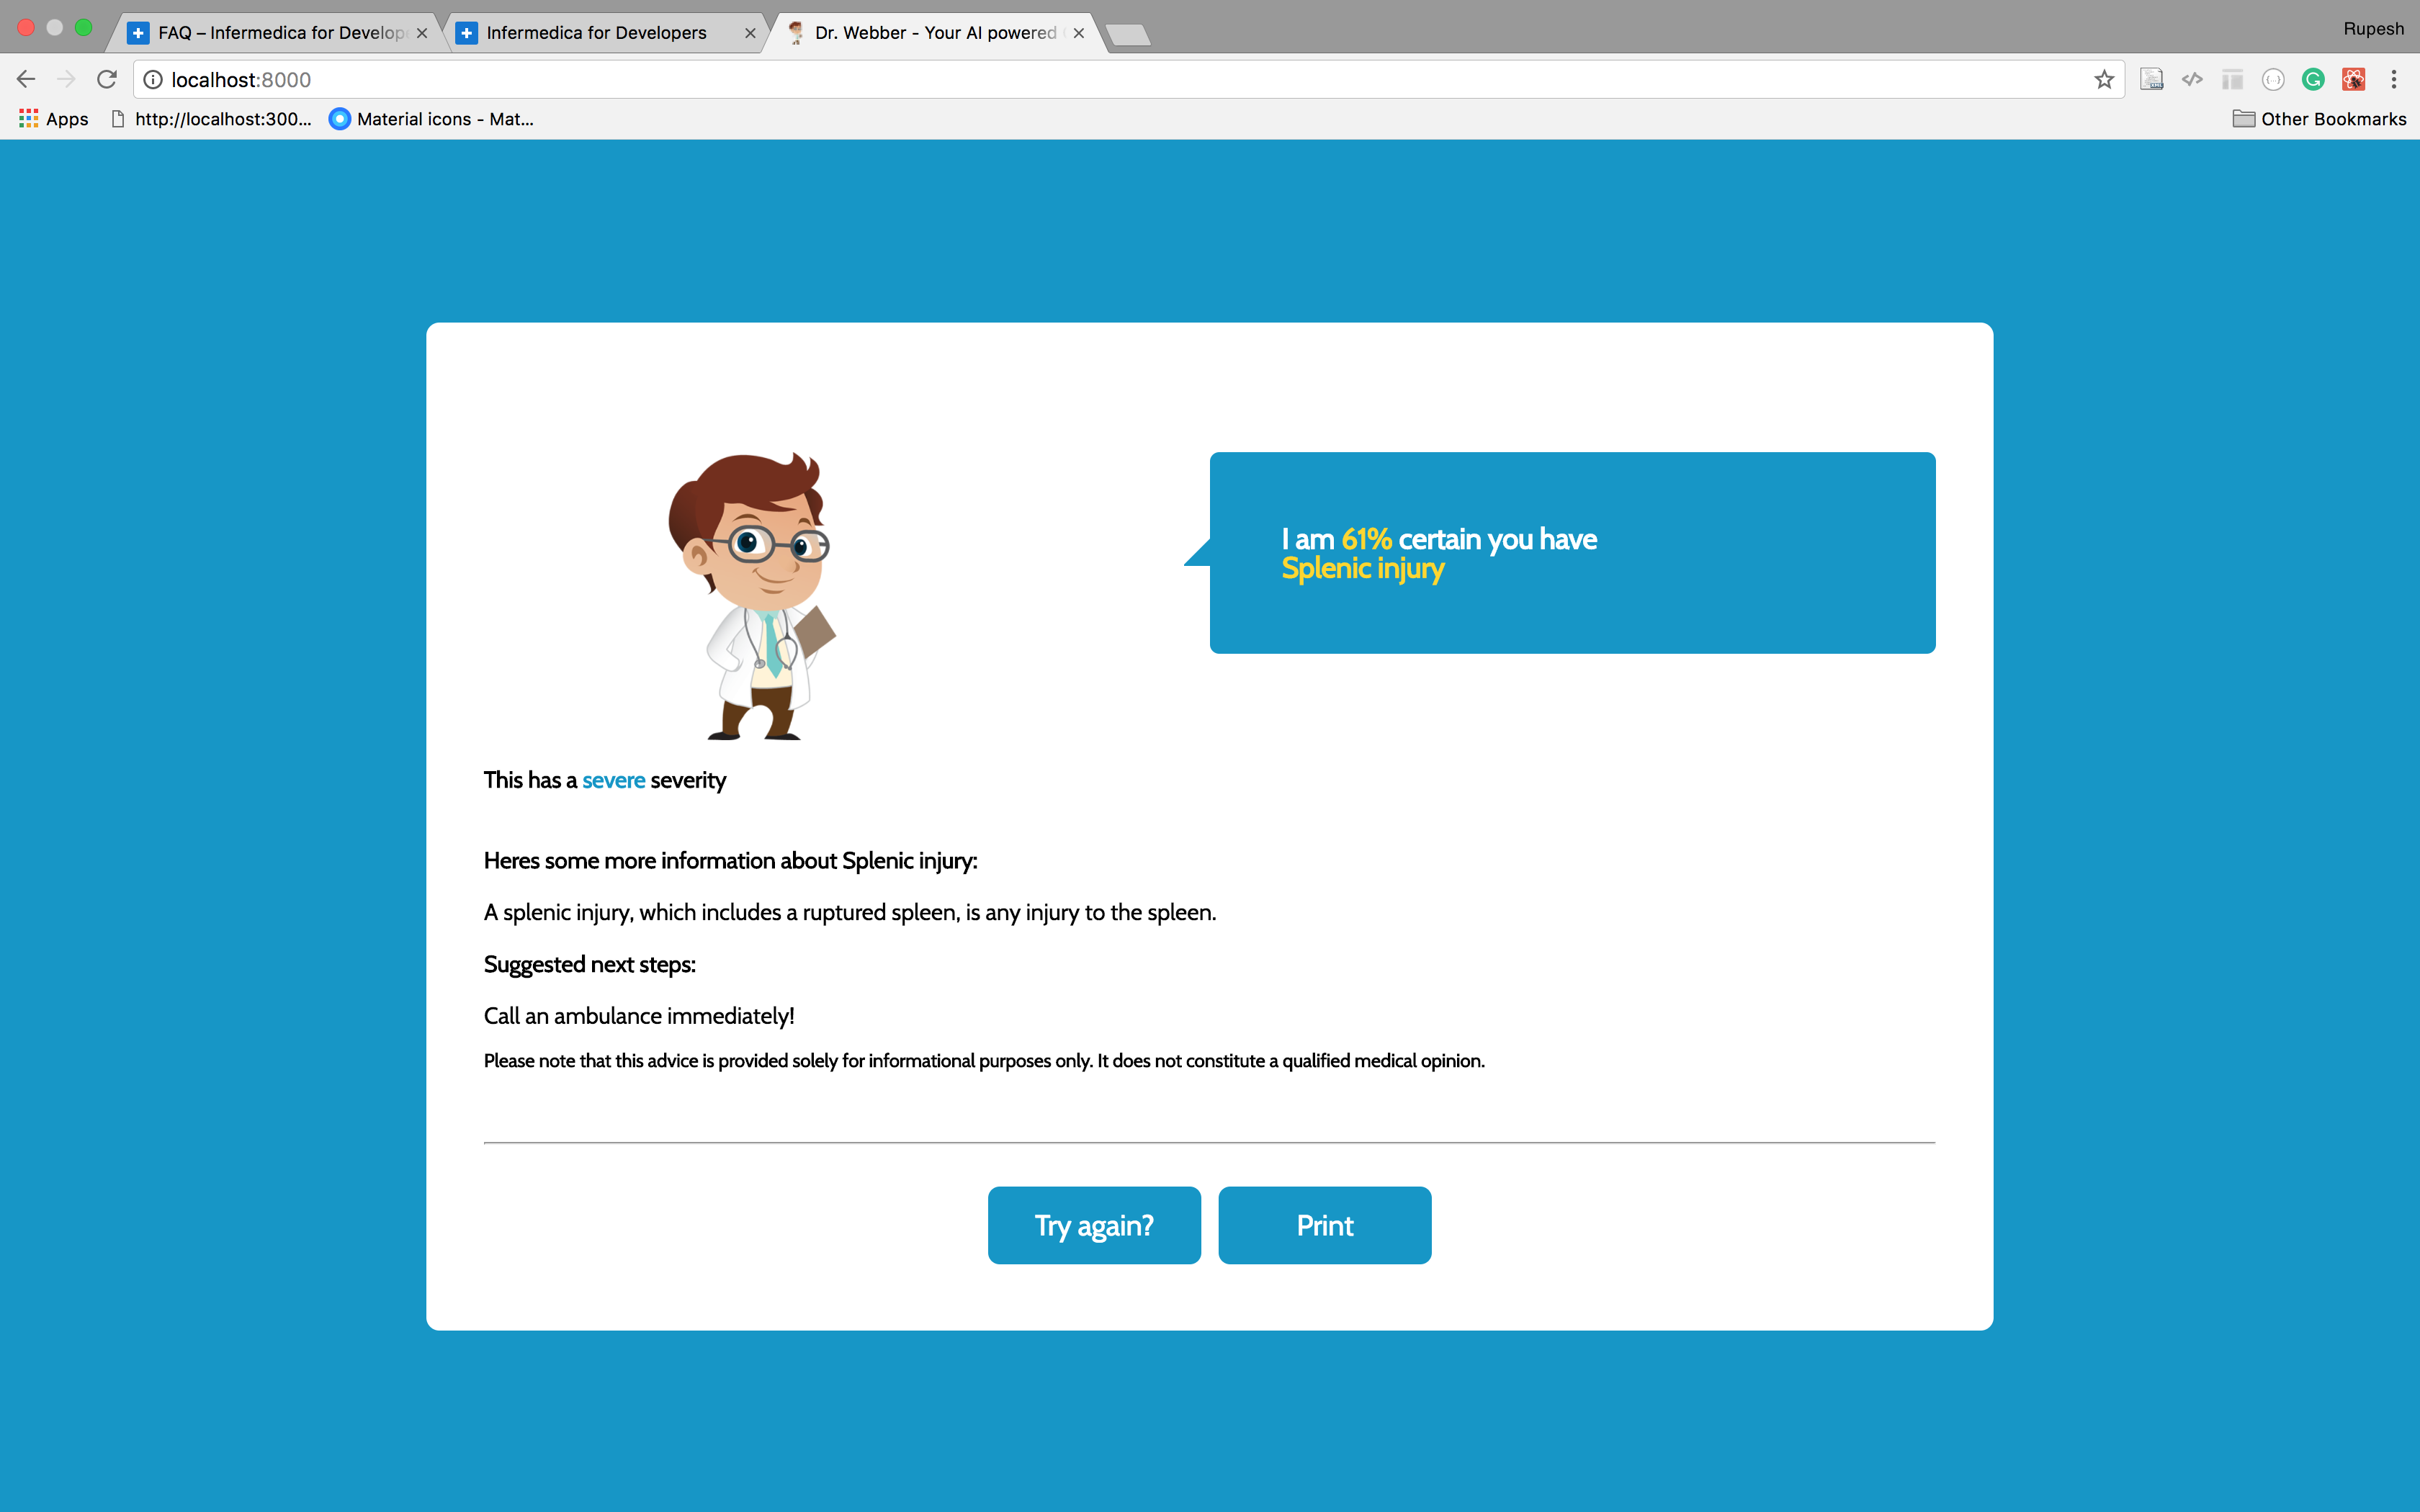 FAQ – Infermedica for Develope
Infermedica for Developers
Dr. Webber - Your AI powered
Rupesh
localhost:8000
Apps
http://localhost:300...
Material icons - Mat...
Other Bookmarks
I am 61% certain you have
Splenic injury
This has a severe severity
Heres some more information about Splenic injury:
A splenic injury, which includes a ruptured spleen, is any injury to the spleen.
Suggested next steps:
Call an ambulance immediately!
Please note that this advice is provided solely for informational purposes only. It does not constitute a qualified medical opinion.
Try again?
Print